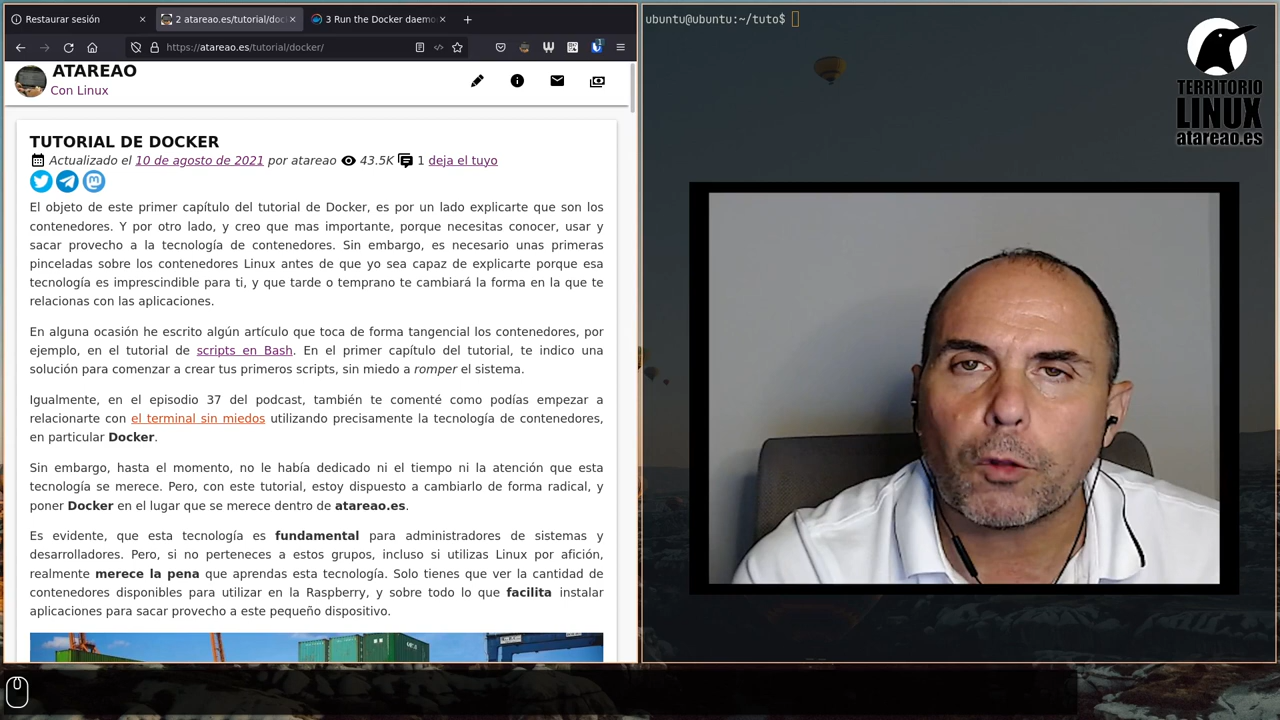 Restaurar sesión
2 atareao.es/tutorial/doc
3 Run the Docker daemo
https://atareao.es/tutorial/docker/
1
ATAREAO
Con Linux
TUTORIAL DE DOCKER
Actualizado el 10 de agosto de 2021 por atareao 43.5K 1 deja el tuyo
El objeto de este primer capítulo del tutorial de Docker, es por un lado explicarte que son los
contenedores. Y por otro lado, y creo que mas importante, porque necesitas conocer, usar y
sacar provecho a la tecnología de contenedores. Sin embargo, es necesario unas primeras
pinceladas sobre los contenedores Linux antes de que yo sea capaz de explicarte porque esa
tecnología es imprescindible para ti, y que tarde o temprano te cambiará la forma en la que te
relacionas con las aplicaciones.
En alguna ocasión he escrito algún artículo que toca de forma tangencial los contenedores, por
ejemplo, en el tutorial de scripts en Bash. En el primer capítulo del tutorial, te indico una
solución para comenzar a crear tus primeros scripts, sin miedo a romper el sistema.
Igualmente, en el episodio 37 del podcast, también te comenté como podías empezar a
relacionarte con el terminal sin miedos utilizando precisamente la tecnología de contenedores,
en particular Docker.
Sin embargo, hasta el momento, no le había dedicado ni el tiempo ni la atención que esta
tecnología se merece. Pero, con este tutorial, estoy dispuesto a cambiarlo de forma radical, y
poner Docker en el lugar que se merece dentro de atareao.es.
Es evidente, que esta tecnología es fundamental para administradores de sistemas y
desarrolladores. Pero, si no perteneces a estos grupos, incluso si utilizas Linux por afición,
realmente merece la pena que aprendas esta tecnología. Solo tienes que ver la cantidad de
contenedores disponibles para utilizar en la Raspberry, y sobre todo lo que facilita instalar
aplicaciones para sacar provecho a este pequeño dispositivo.
ubuntu@ubuntu:~/tuto$
TERRITORIO
LINUX
atareao.es